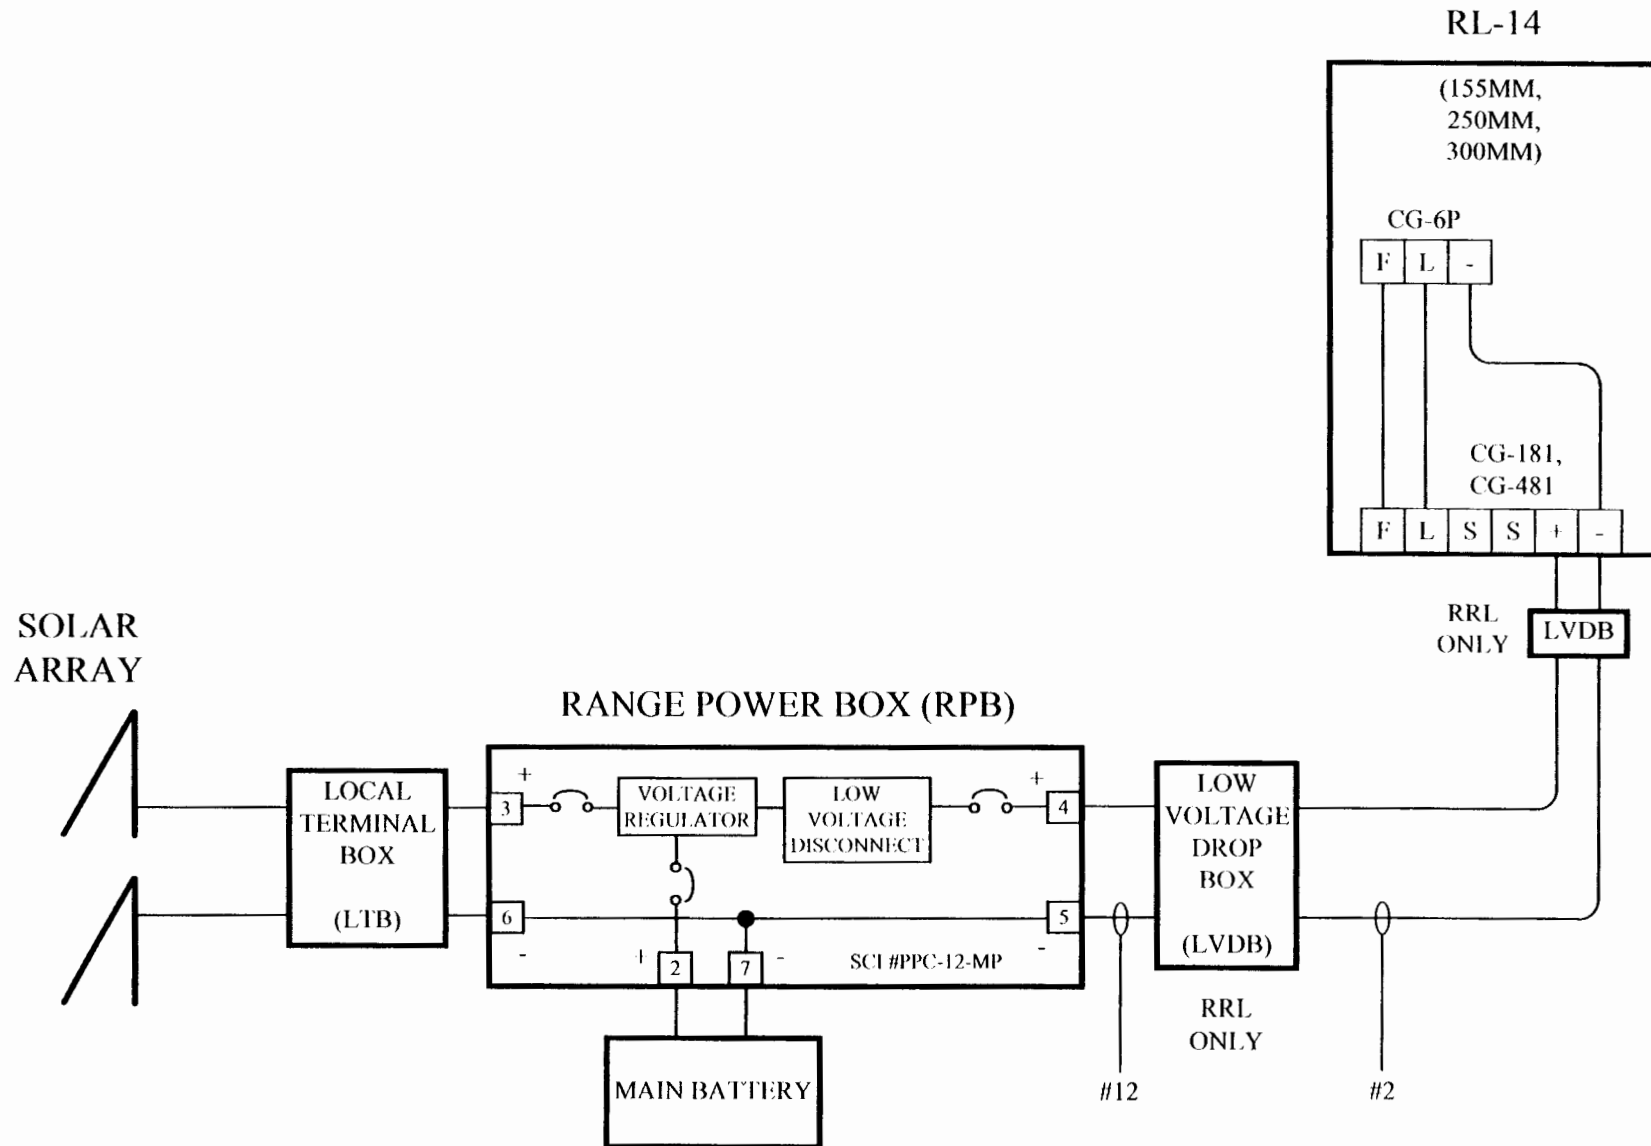 RL-14
(155MM,
250MM,
300MM)
CG-6P
F L -
CG-181,
CG-481
F L S S + -
RRL
ONLY
LVDB
SOLAR
ARRAY
RANGE POWER BOX (RPB)
LOCAL
TERMINAL
BOX
(LTB)
+
3
VOLTAGE
REGULATOR
LOW
VOLTAGE
DISCONNECT
+
4
6
-
5
-
+
2
7
-
SCI #PPC-12-MP
MAIN BATTERY
LOW
VOLTAGE
DROP
BOX
(LVDB)
RRL
ONLY
#12
#2